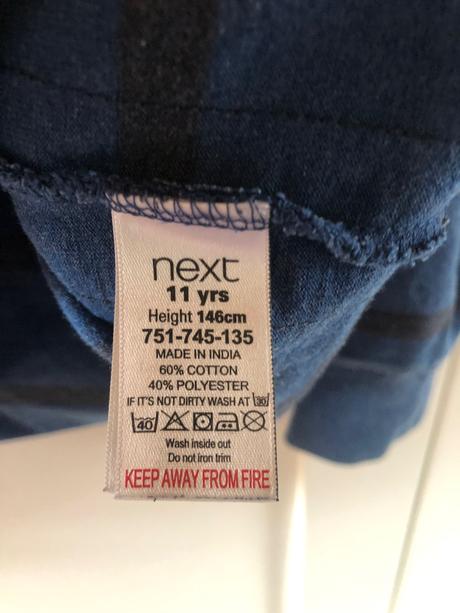 next
11 yrs
Height 146cm
751-745-135
MADE IN INDIA
60% COTTON
40% POLYESTER
IF IT'S NOT DIRTY WASH AT 30
40
Wash inside out
Do not iron trim
KEEP AWAY FROM FIRE